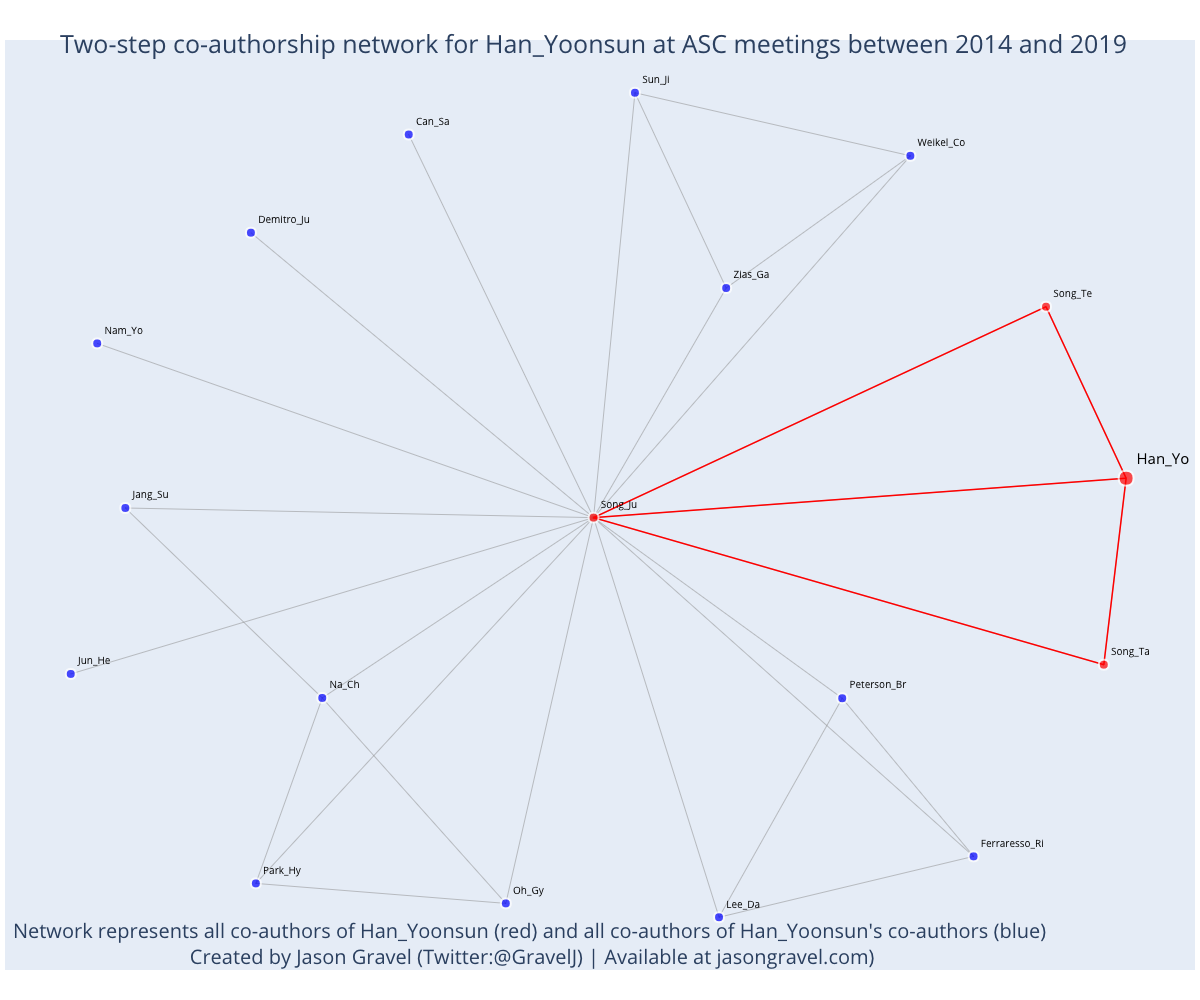 Two-step co-authorship network for Han_Yoonsun at ASC meetings between 2014 and 2019
Sun_Ji
Can_Sa
Weikel_Co
Demitro_Ju
Zias_Ga
Song_Te
Nam_Yo
Han_Yo
Jang_Su
Song_Ju
Song_Ta
Jun_He
Na_Ch
Peterson_Br
Ferraresso_Ri
Park_Hy
Oh_Gy
Lee_Da
Network represents all co-authors of Han_Yoonsun (red) and all co-authors of Han_Yoonsun's co-authors (blue)
Created by Jason Gravel (Twitter:@GravelJ) | Available at jasongravel.com)